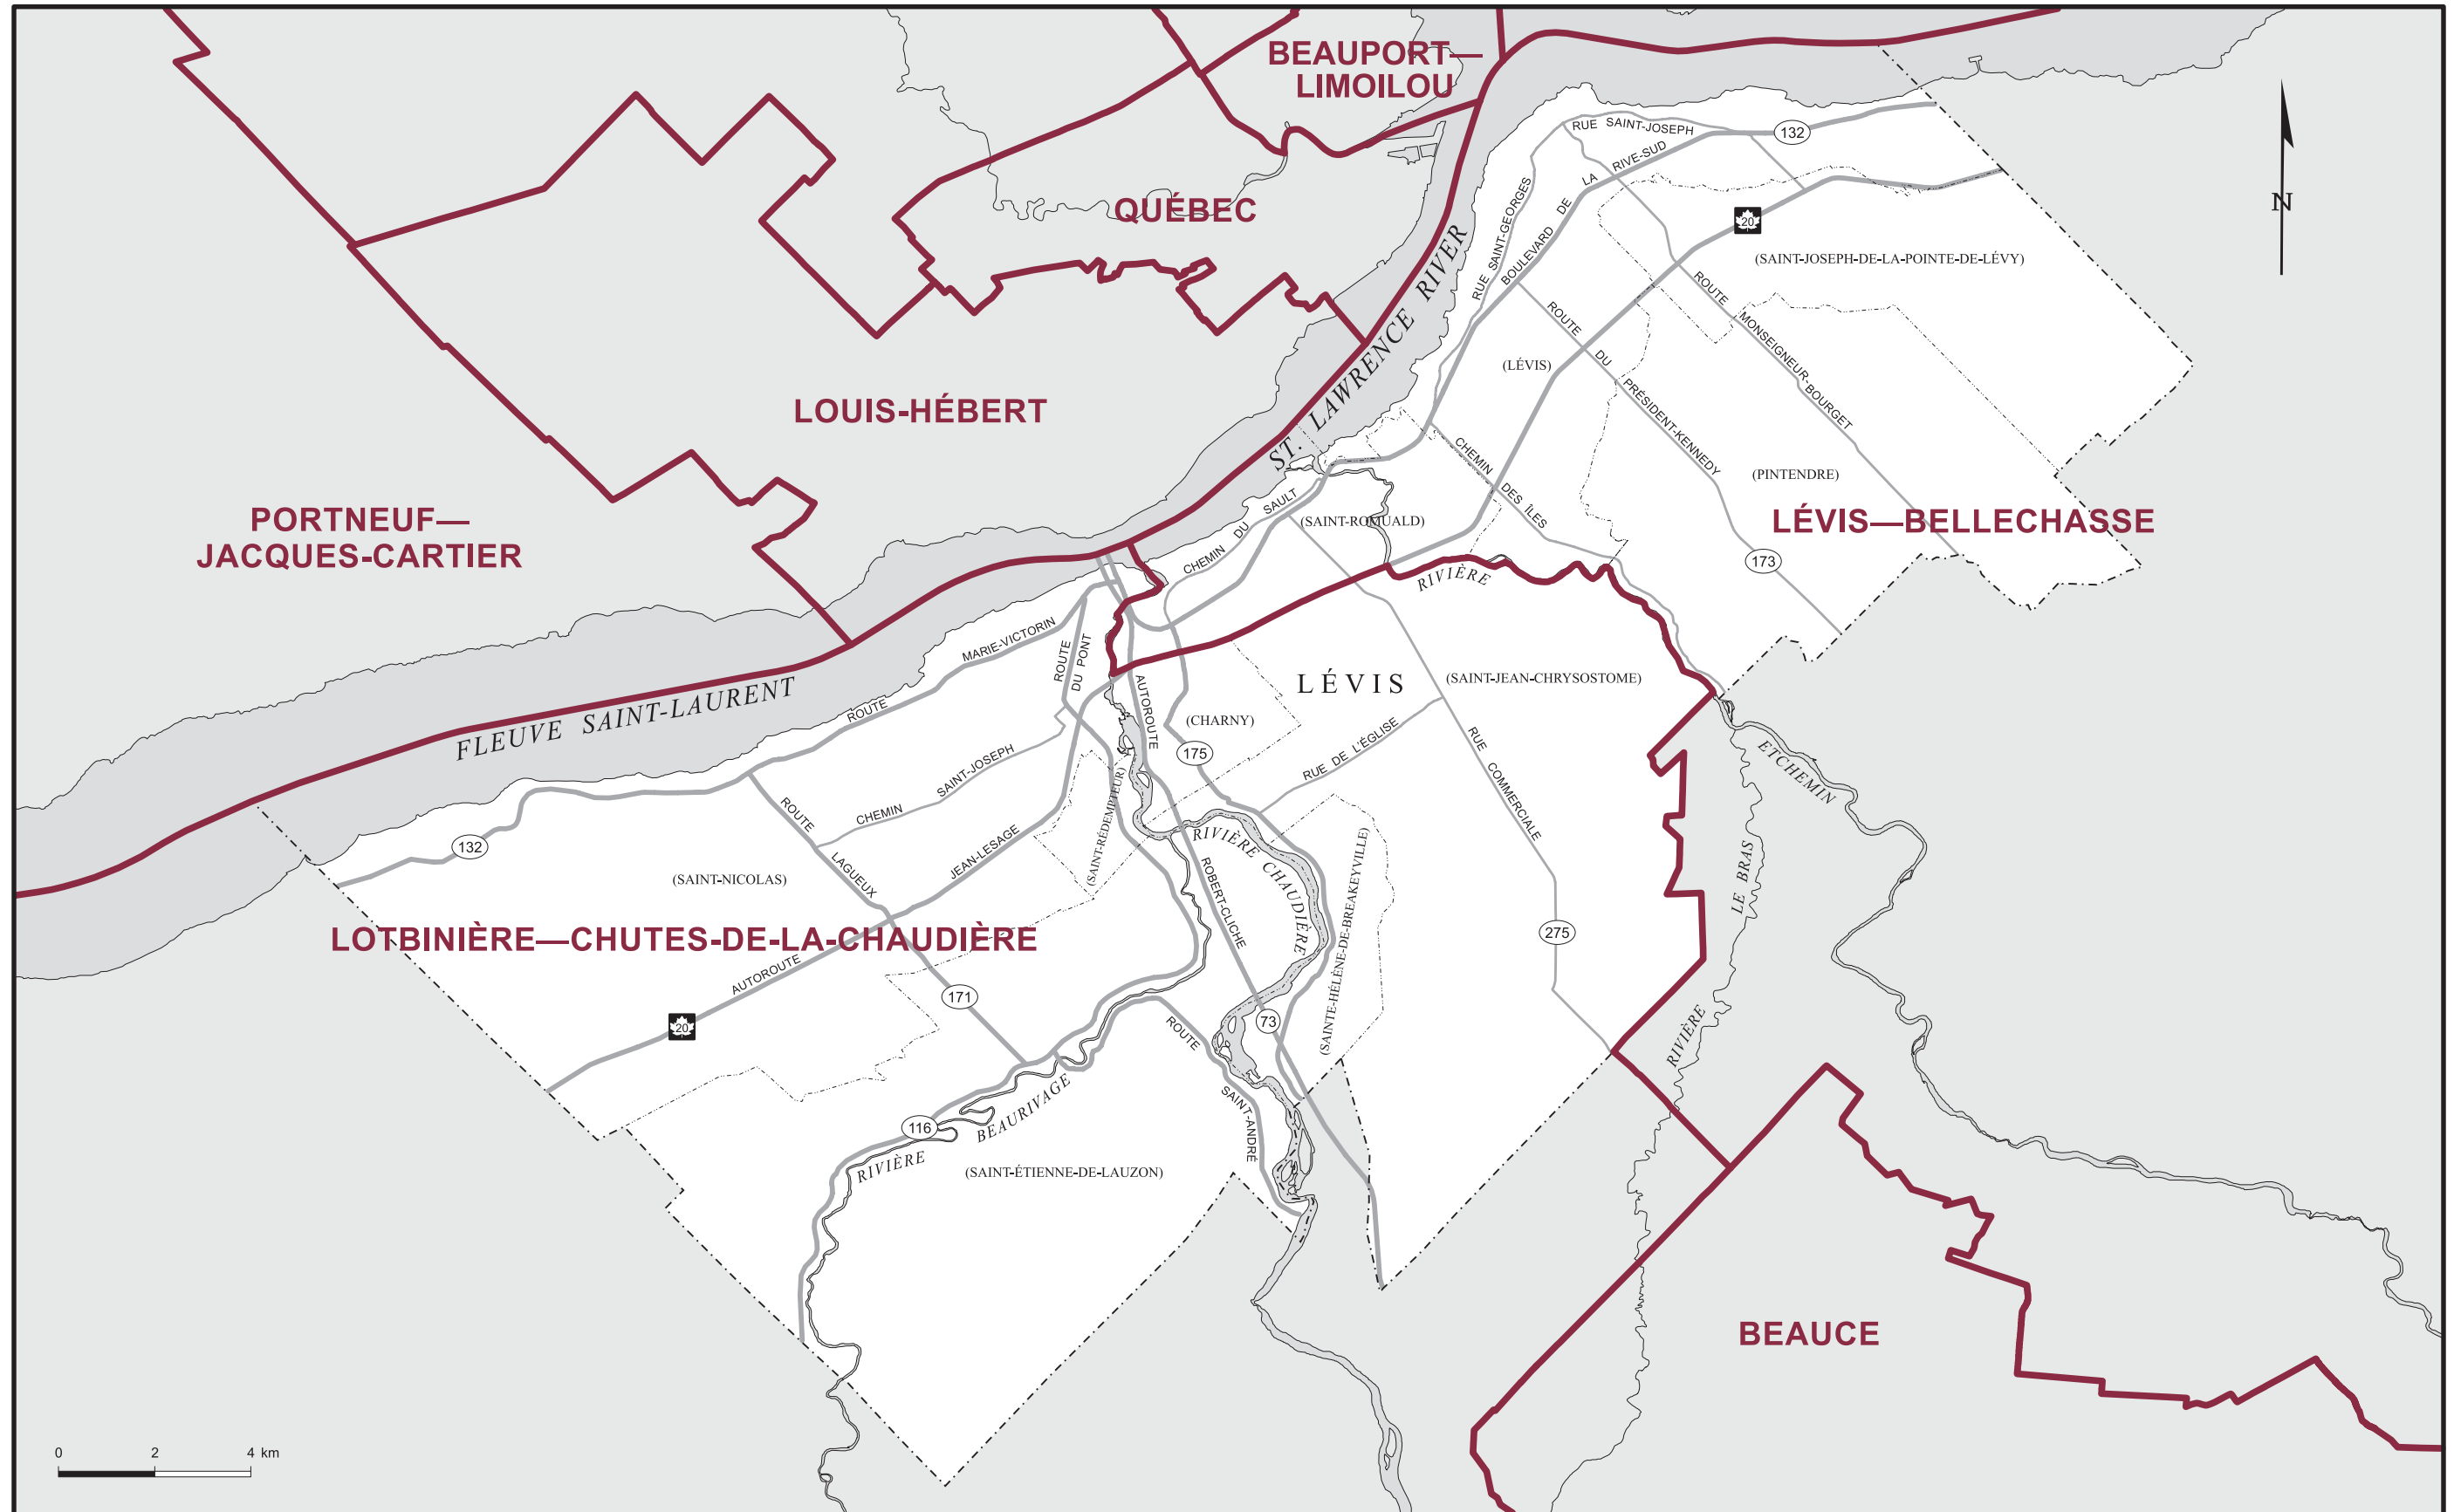 BEAUPORT—
LIMOILOU
QUÉBEC
LOUIS-HÉBERT
PORTNEUF—
JACQUES-CARTIER
LÉVIS—BELLECHASSE
LOTBINIÈRE—CHUTES-DE-LA-CHAUDIÈRE
BEAUCE
N
ST. LAWRENCE RIVER
FLEUVE SAINT-LAURENT
RUE SAINT-JOSEPH
132
RUE SAINT-GEORGES
BOULEVARD DE LA RIVE-SUD
20
(SAINT-JOSEPH-DE-LA-POINTE-DE-LÉVY)
ROUTE MONSEIGNEUR-BOURGET
ROUTE DU PRÉSIDENT-KENNEDY
(LÉVIS)
(PINTENDRE)
173
CHEMIN DES ÎLES
CHEMIN DU SAULT
(SAINT-ROMUALD)
RIVIÈRE
ETCHEMIN
LÉVIS
(SAINT-JEAN-CHRYSOSTOME)
(CHARNY)
175
RUE DE L'ÉGLISE
RUE COMMERCIALE
275
ROUTE MARIE-VICTORIN
ROUTE DU PONT
AUTOROUTE ROBERT-CLICHE
73
CHEMIN SAINT-JOSEPH
(SAINT-RÉDEMPTEUR)
AUTOROUTE JEAN-LESAGE
20
ROUTE LAGUEUX
132
171
(SAINT-NICOLAS)
RIVIÈRE CHAUDIÈRE
(SAINTE-HÉLÈNE-DE-BREAKEYVILLE)
RIVIÈRE LE BRAS
ROUTE SAINT-ANDRÉ
116
RIVIÈRE BEAURIVAGE
(SAINT-ÉTIENNE-DE-LAUZON)
0 2 4 km